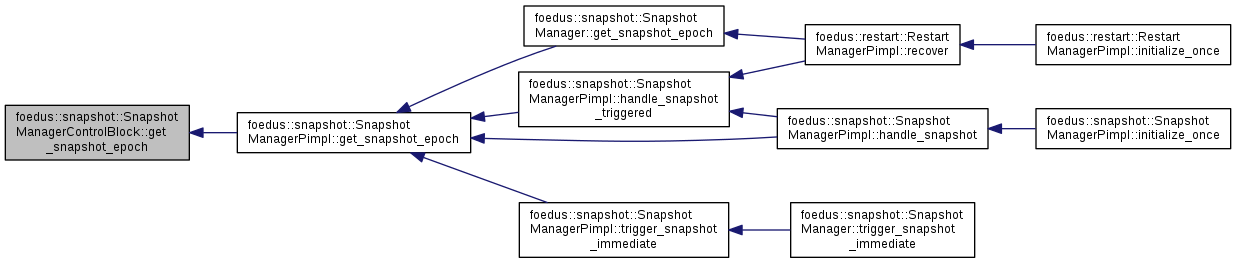 foedus::snapshot::Snapshot
ManagerControlBlock::get
_snapshot_epoch
foedus::snapshot::Snapshot
ManagerPimpl::get_snapshot_epoch
foedus::snapshot::Snapshot
Manager::get_snapshot_epoch
foedus::snapshot::Snapshot
ManagerPimpl::handle_snapshot
_triggered
foedus::snapshot::Snapshot
ManagerPimpl::trigger_snapshot
_immediate
foedus::restart::Restart
ManagerPimpl::recover
foedus::snapshot::Snapshot
ManagerPimpl::handle_snapshot
foedus::snapshot::Snapshot
Manager::trigger_snapshot
_immediate
foedus::restart::Restart
ManagerPimpl::initialize_once
foedus::snapshot::Snapshot
ManagerPimpl::initialize_once